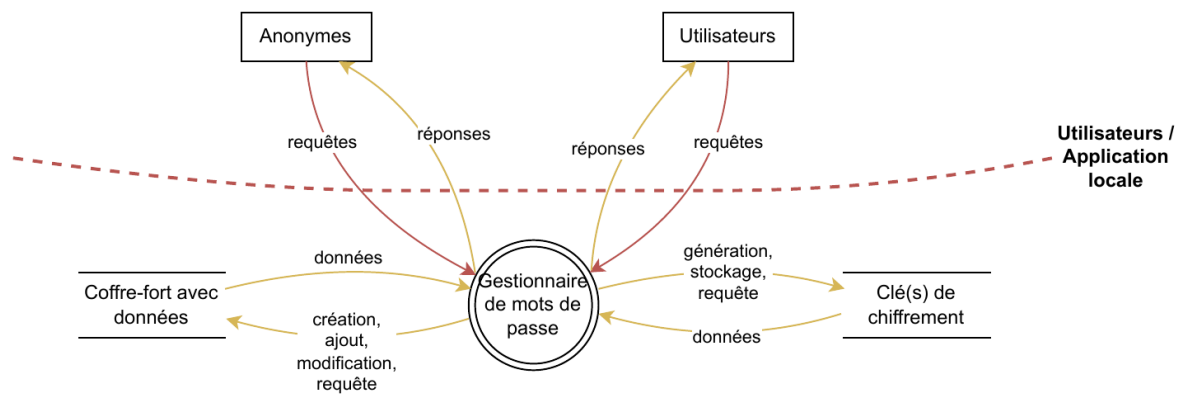 Anonymes
Utilisateurs
requêtes
réponses
réponses
requêtes
Utilisateurs /
Application
locale
données
Coffre-fort avec
données
création,
ajout,
modification,
requête
Gestionnaire
de mots de
passe
génération,
stockage,
requête
données
Clé(s) de
chiffrement